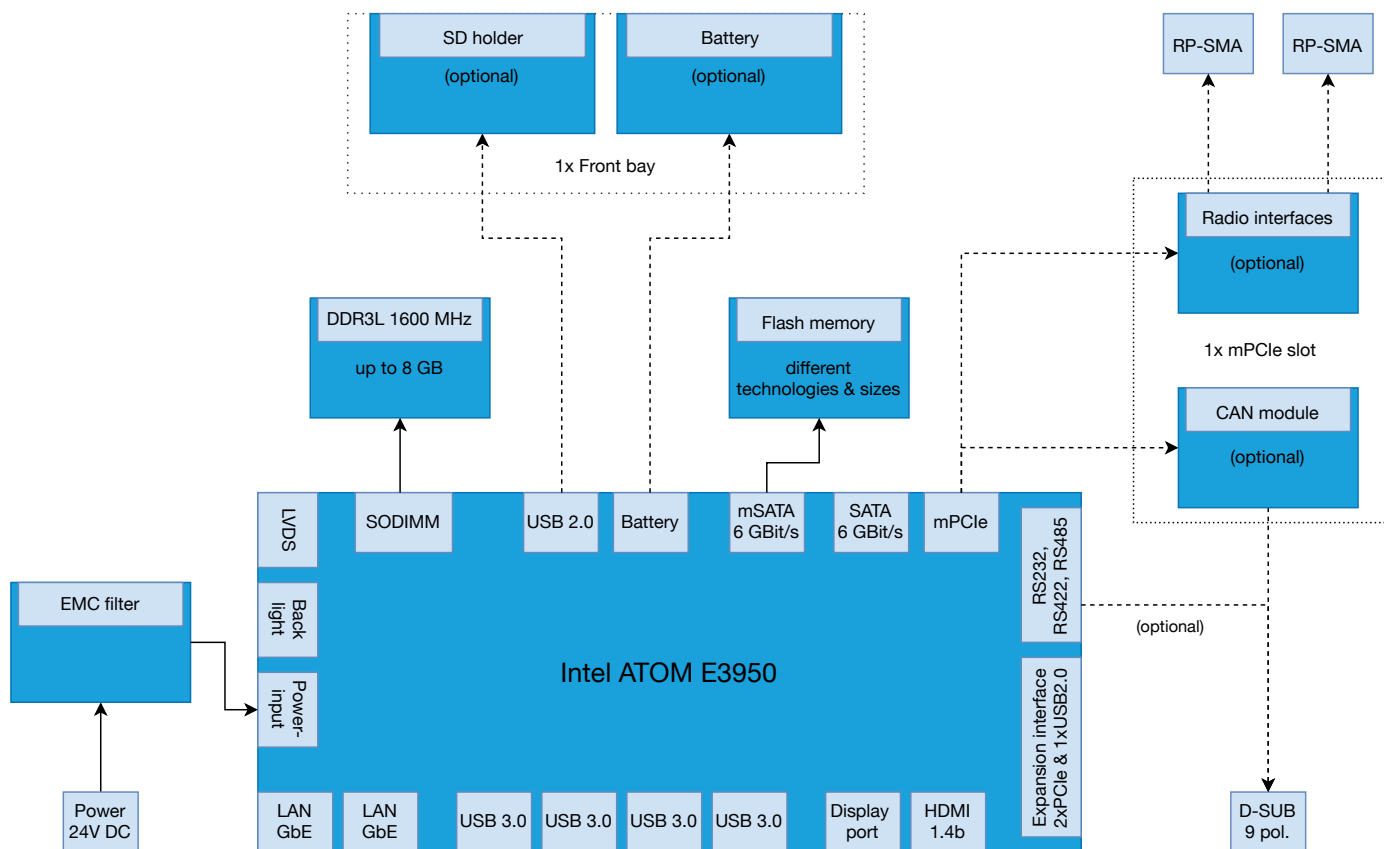 SD holder
(optional)
Battery
(optional)
1x Front bay
RP-SMA
RP-SMA
Radio interfaces
(optional)
1x mPCIe slot
CAN module
(optional)
DDR3L 1600 MHz
up to 8 GB
Flash memory
different
technologies & sizes
LVDS
SODIMM
USB 2.0
Battery
mSATA
6 GBit/s
SATA
6 GBit/s
mPCIe
RS232,
RS422, RS485
(optional)
EMC filter
Back
light
Power-
input
Intel ATOM E3950
Expansion interface
2xPCIe & 1xUSB2.0
Power
24V DC
LAN
GbE
LAN
GbE
USB 3.0
USB 3.0
USB 3.0
USB 3.0
Display
port
HDMI
1.4b
D-SUB
9 pol.